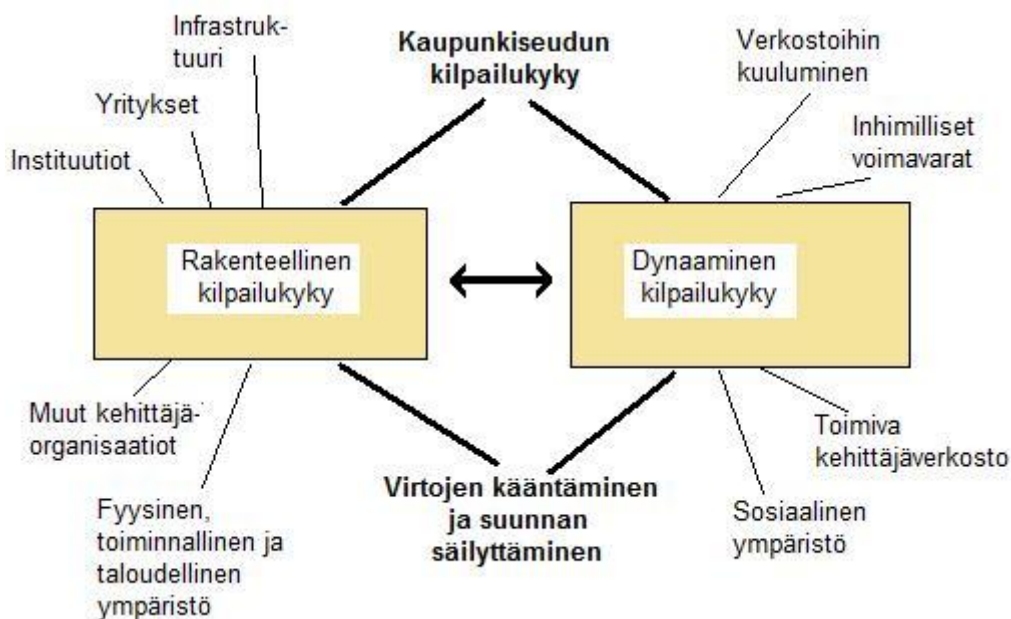 Infrastruk-
tuuri
Kaupunkiseudun
kilpailukyky
Verkostoihin
kuuluminen
Yritykset
Inhimilliset
voimavarat
Instituutiot
Rakenteellinen
kilpailukyky
Dynaaminen
kilpailukyky
Muut kehittäjä-
organisaatiot
Toimiva
kehittäjäverkosto
Virtojen kääntäminen
ja suunnan
säilyttäminen
Fyysinen,
toiminnallinen ja
taloudellinen
ympäristö
Sosiaalinen
ympäristö